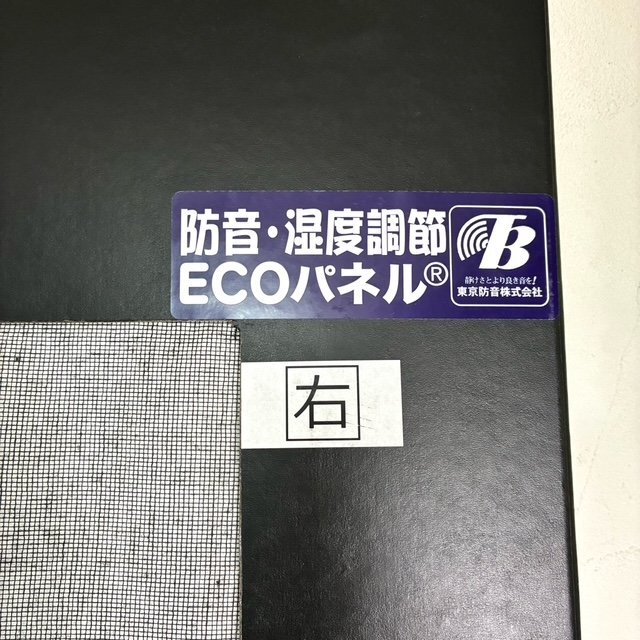 防音・湿度調節
ECOパネル®
TB
静けさとより良き音を!
東京防音株式会社
右